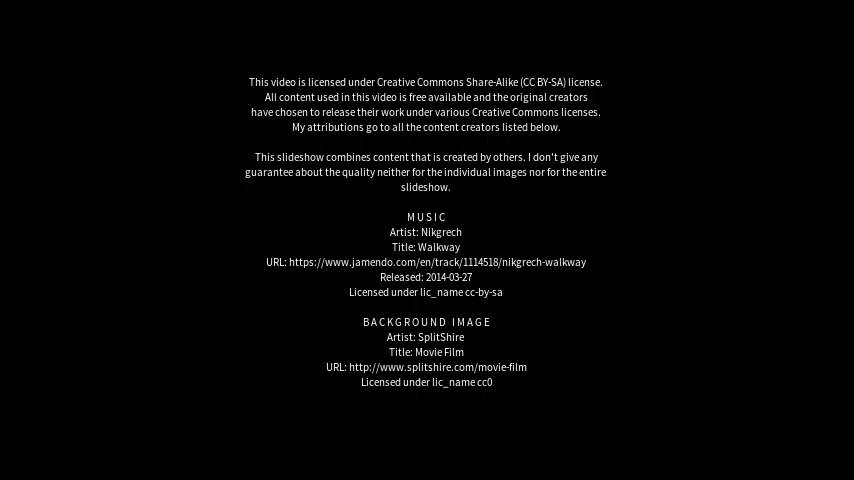 This video is licensed under Creative Commons Share-Alike (CC BY-SA) license.
All content used in this video is free available and the original creators
have chosen to release their work under various Creative Commons licenses.
My attributions go to all the content creators listed below.
This slideshow combines content that is created by others. I don't give any
guarantee about the quality neither for the individual images nor for the entire
slideshow.
MUSIC
Artist: Nikgrech
Title: Walkway
URL: https://www.jamendo.com/en/track/1114518/nikgrech-walkway
Released: 2014-03-27
Licensed under lic_name cc-by-sa
BACKGROUND IMAGE
Artist: SplitShire
Title: Movie Film
URL: http://www.splitshire.com/movie-film
Licensed under lic_name cc0